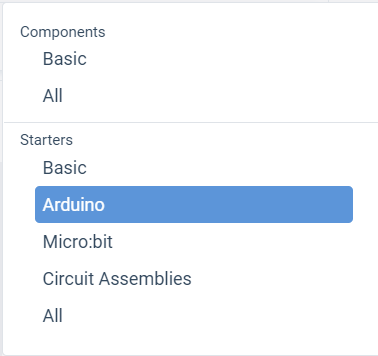 Components
Basic
All
Starters
Basic
Arduino
Micro:bit
Circuit Assemblies
All